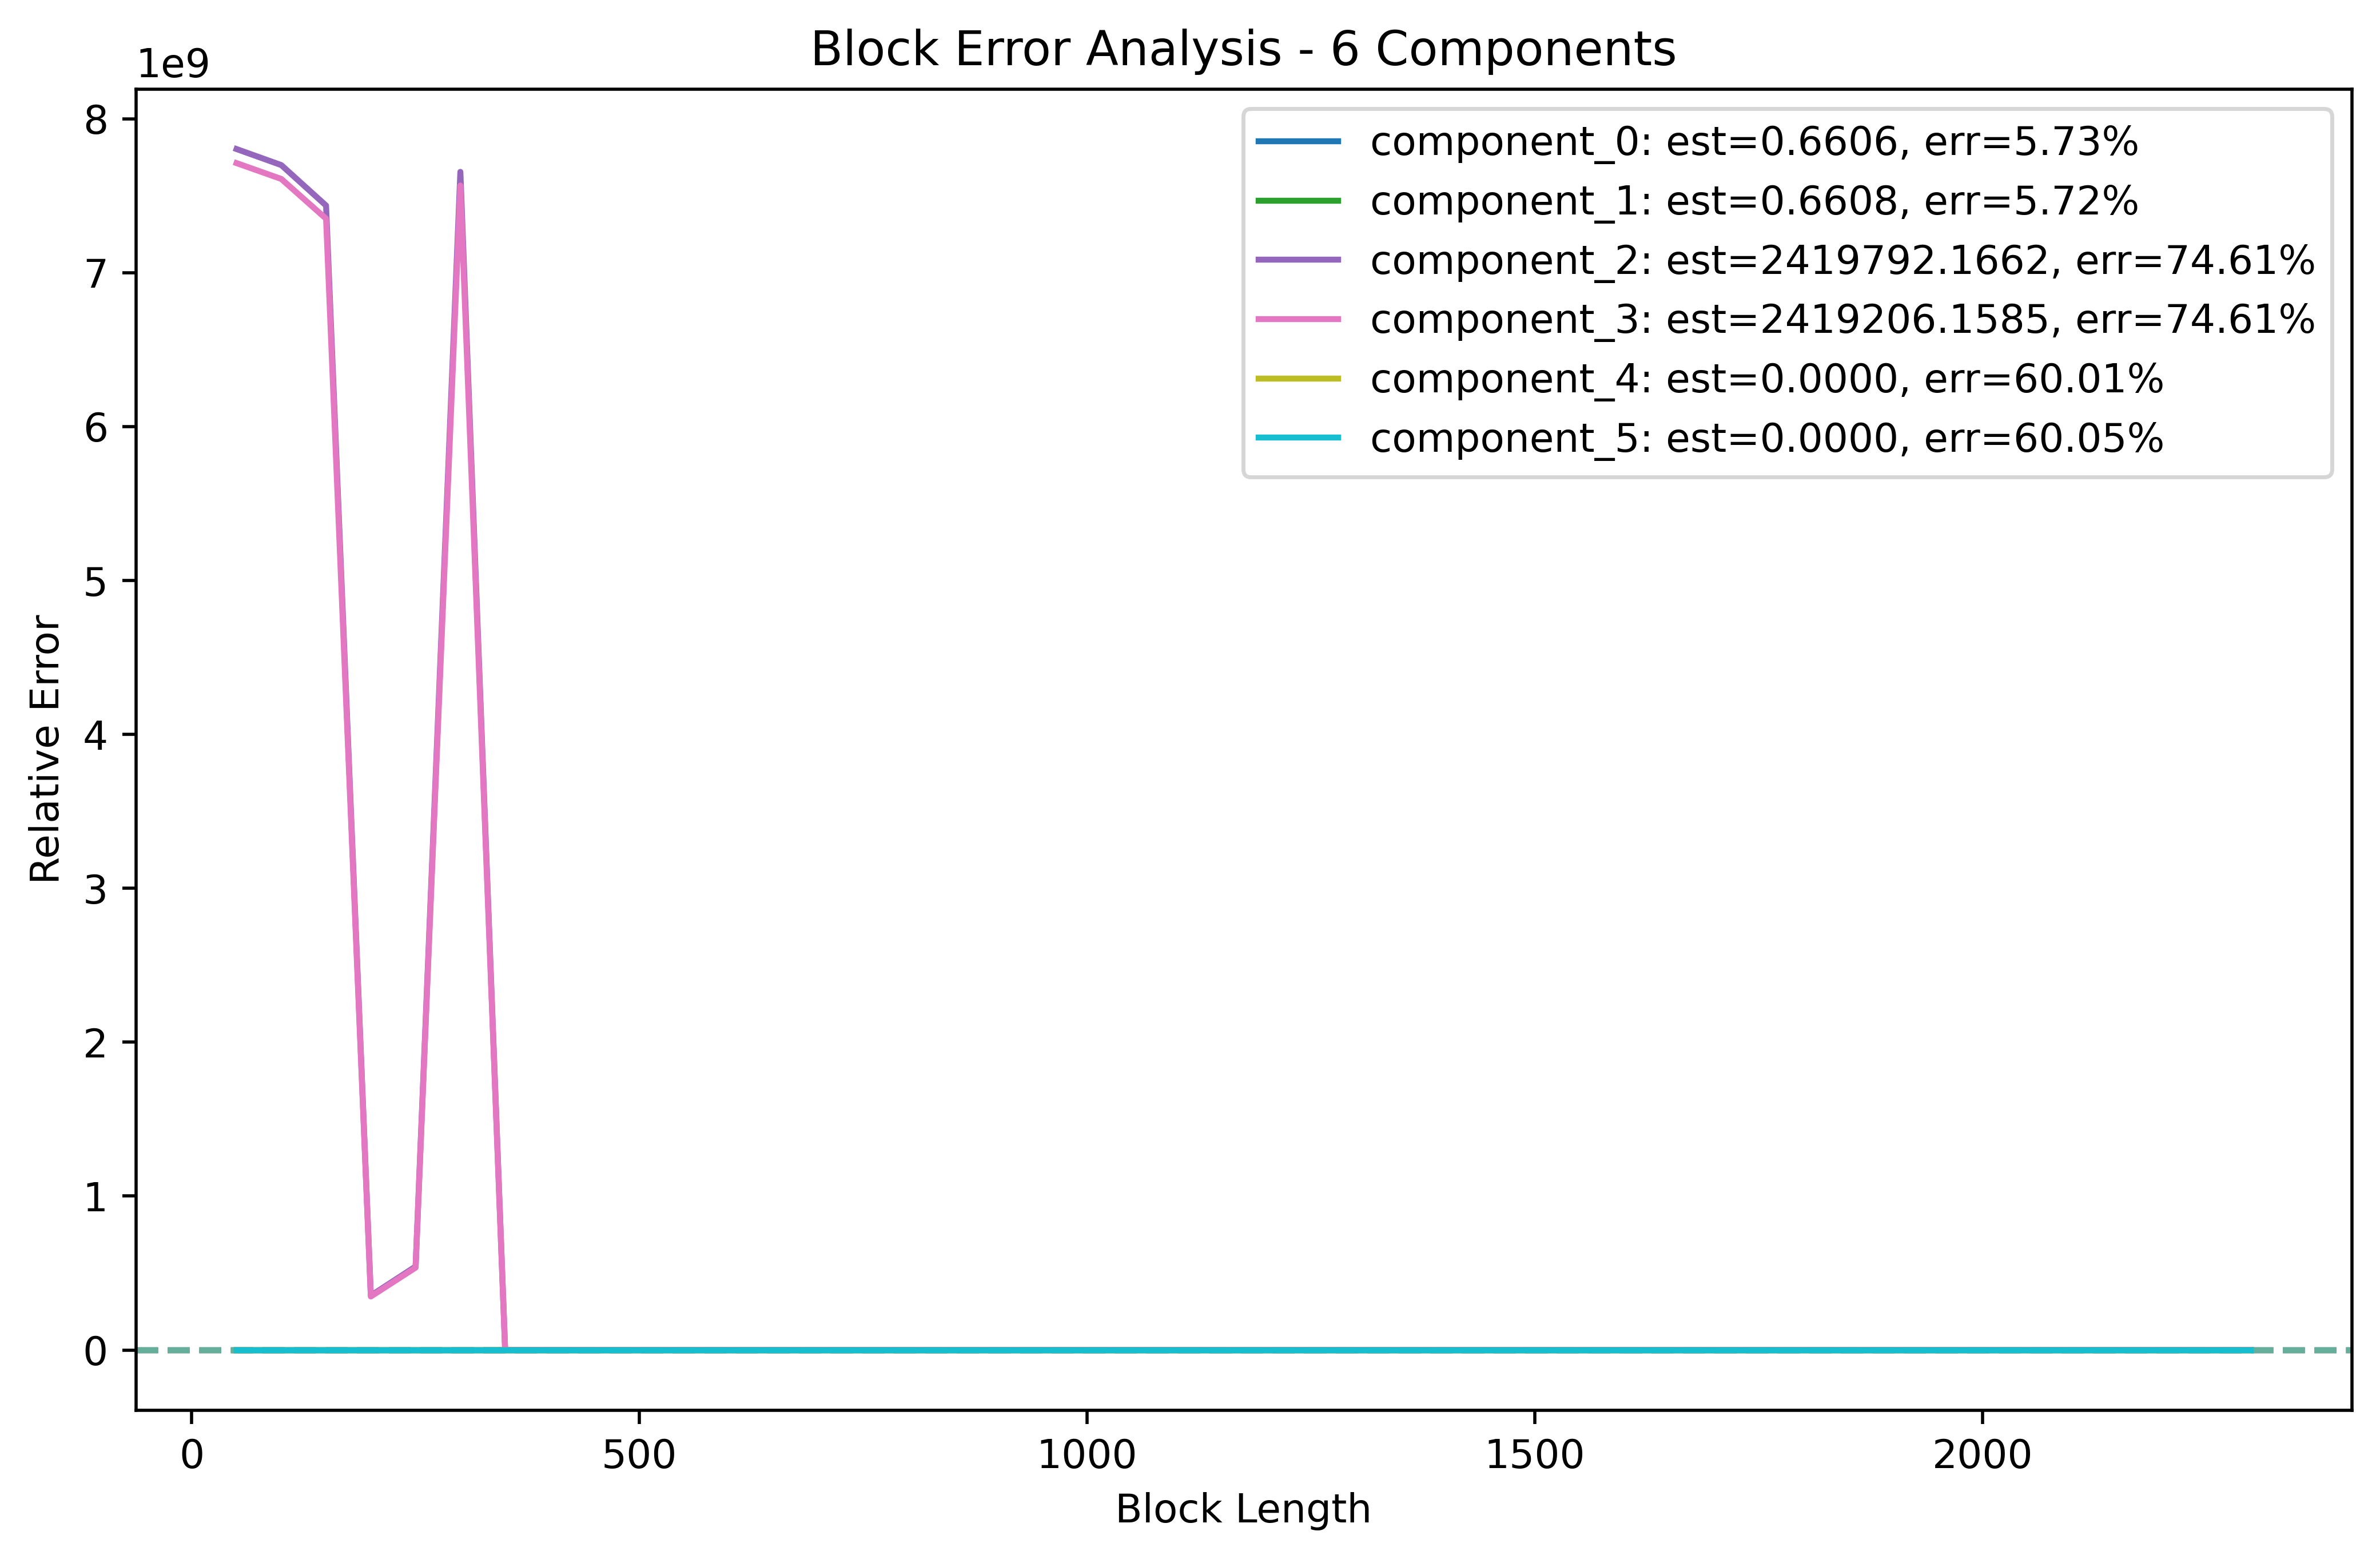 Block Error Analysis - 6 Components
1e9
8
7
6
5
4
3
2
1
0
Relative Error
component_0: est=0.6606, err=5.73%
component_1: est=0.6608, err=5.72%
component_2: est=2419792.1662, err=74.61%
component_3: est=2419206.1585, err=74.61%
component_4: est=0.0000, err=60.01%
component_5: est=0.0000, err=60.05%
0 500 1000 1500 2000
Block Length